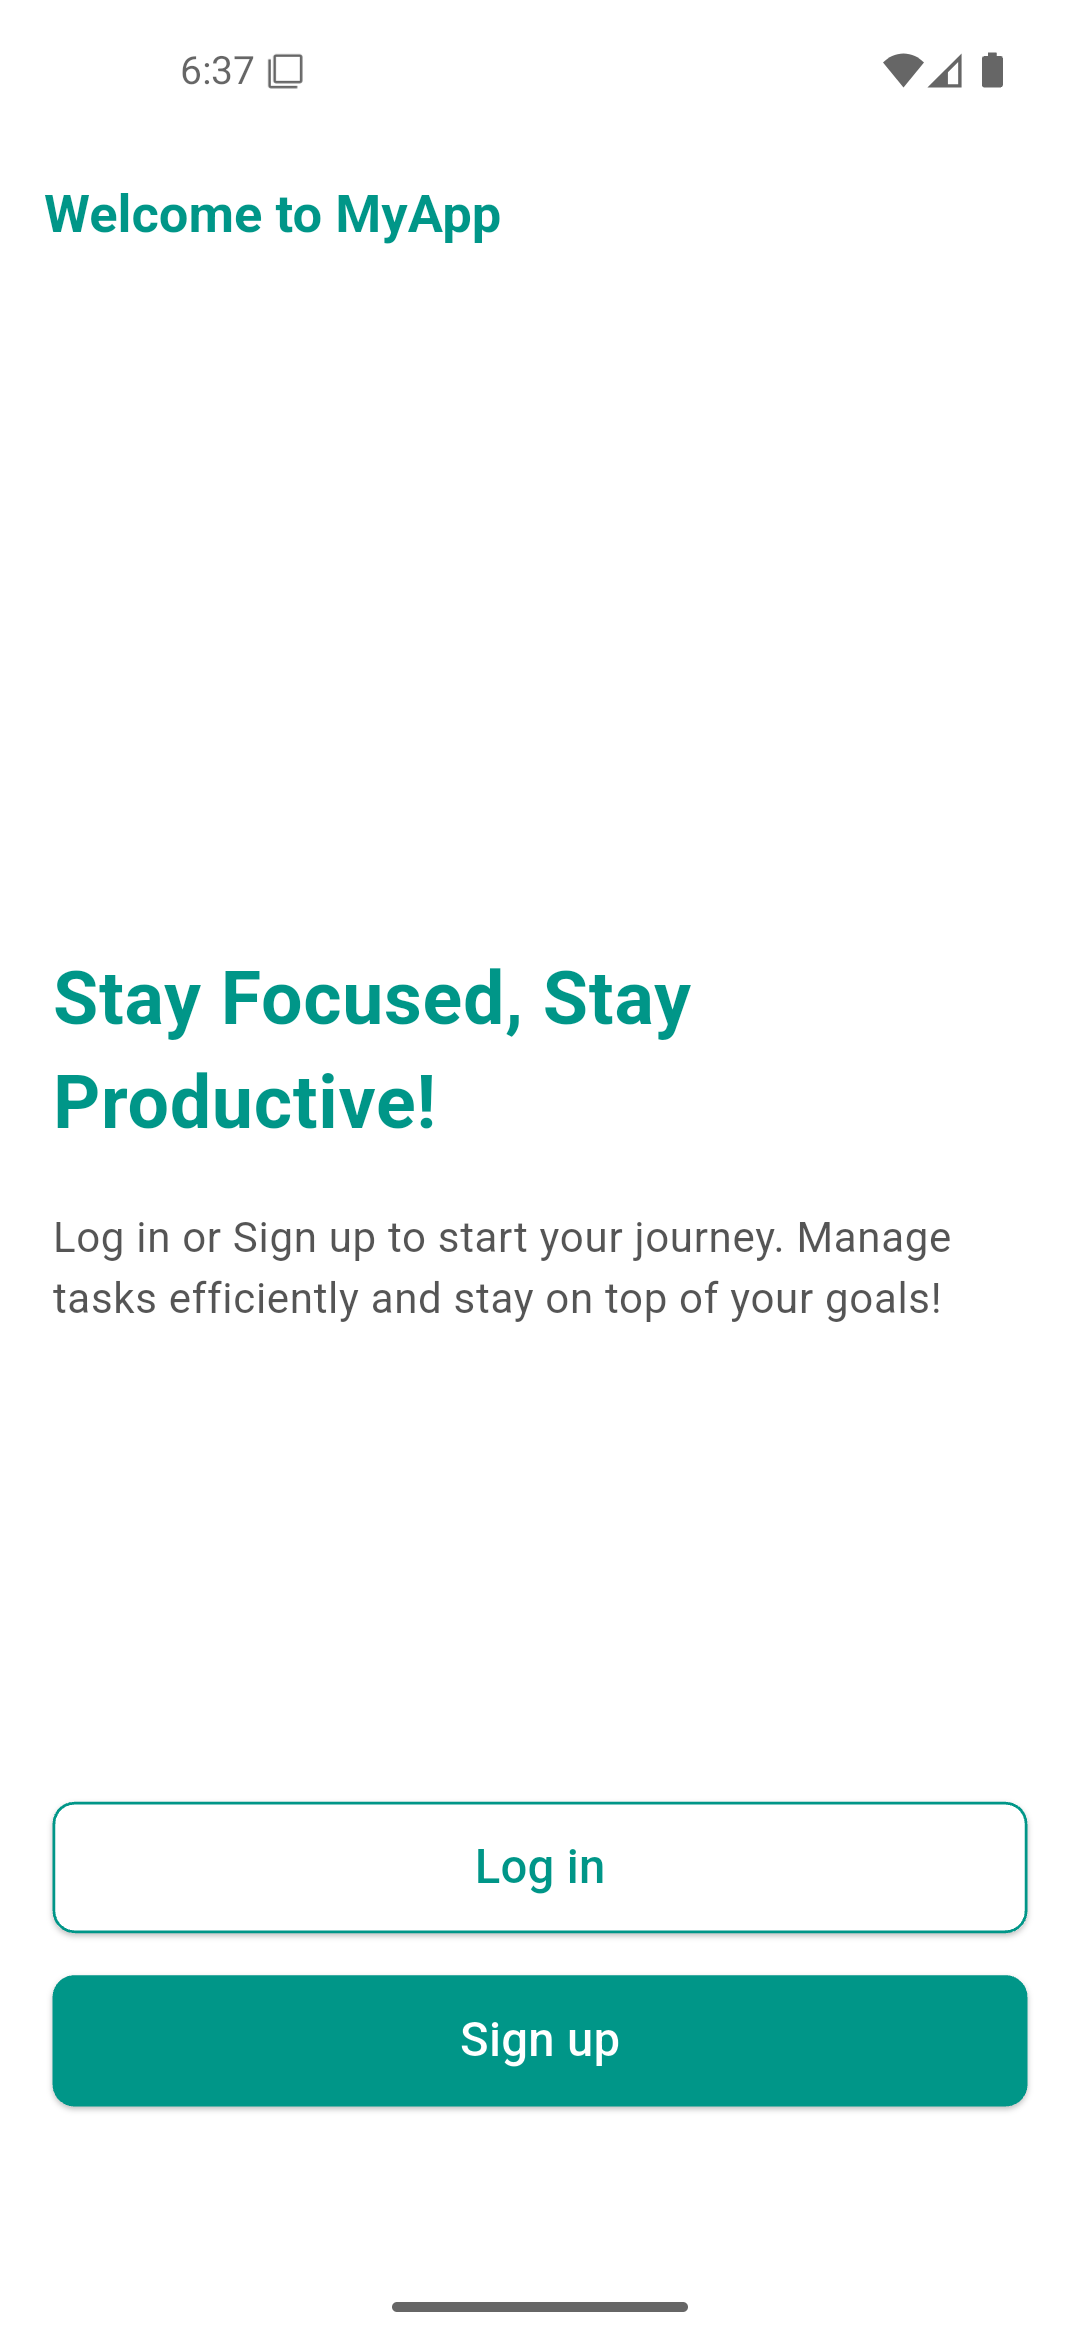 6:37
Welcome to MyApp
Stay Focused, Stay
Productive!
Log in or Sign up to start your journey. Manage
tasks efficiently and stay on top of your goals!
Log in
Sign up